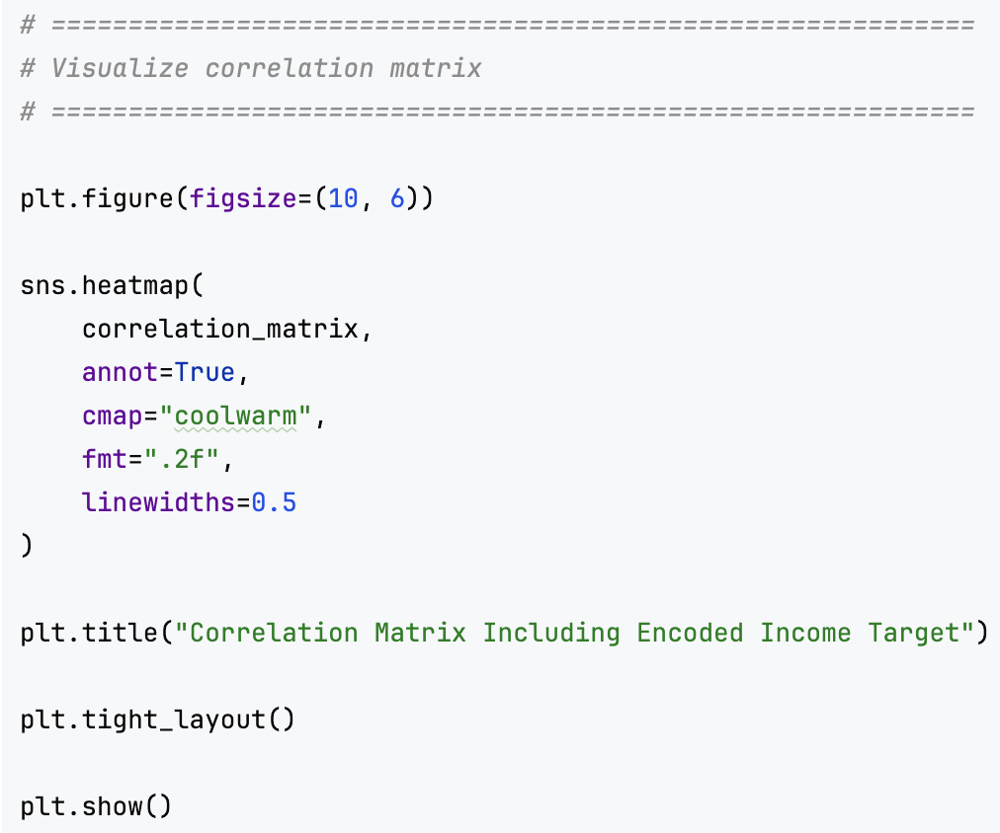 # ============================================================
# Visualize correlation matrix
# ============================================================
plt.figure(figsize=(10, 6))
sns.heatmap(
    correlation_matrix,
    annot=True,
    cmap="coolwarm",
    fmt=".2f",
    linewidths=0.5
)
plt.title("Correlation Matrix Including Encoded Income Target")
plt.tight_layout()
plt.show()